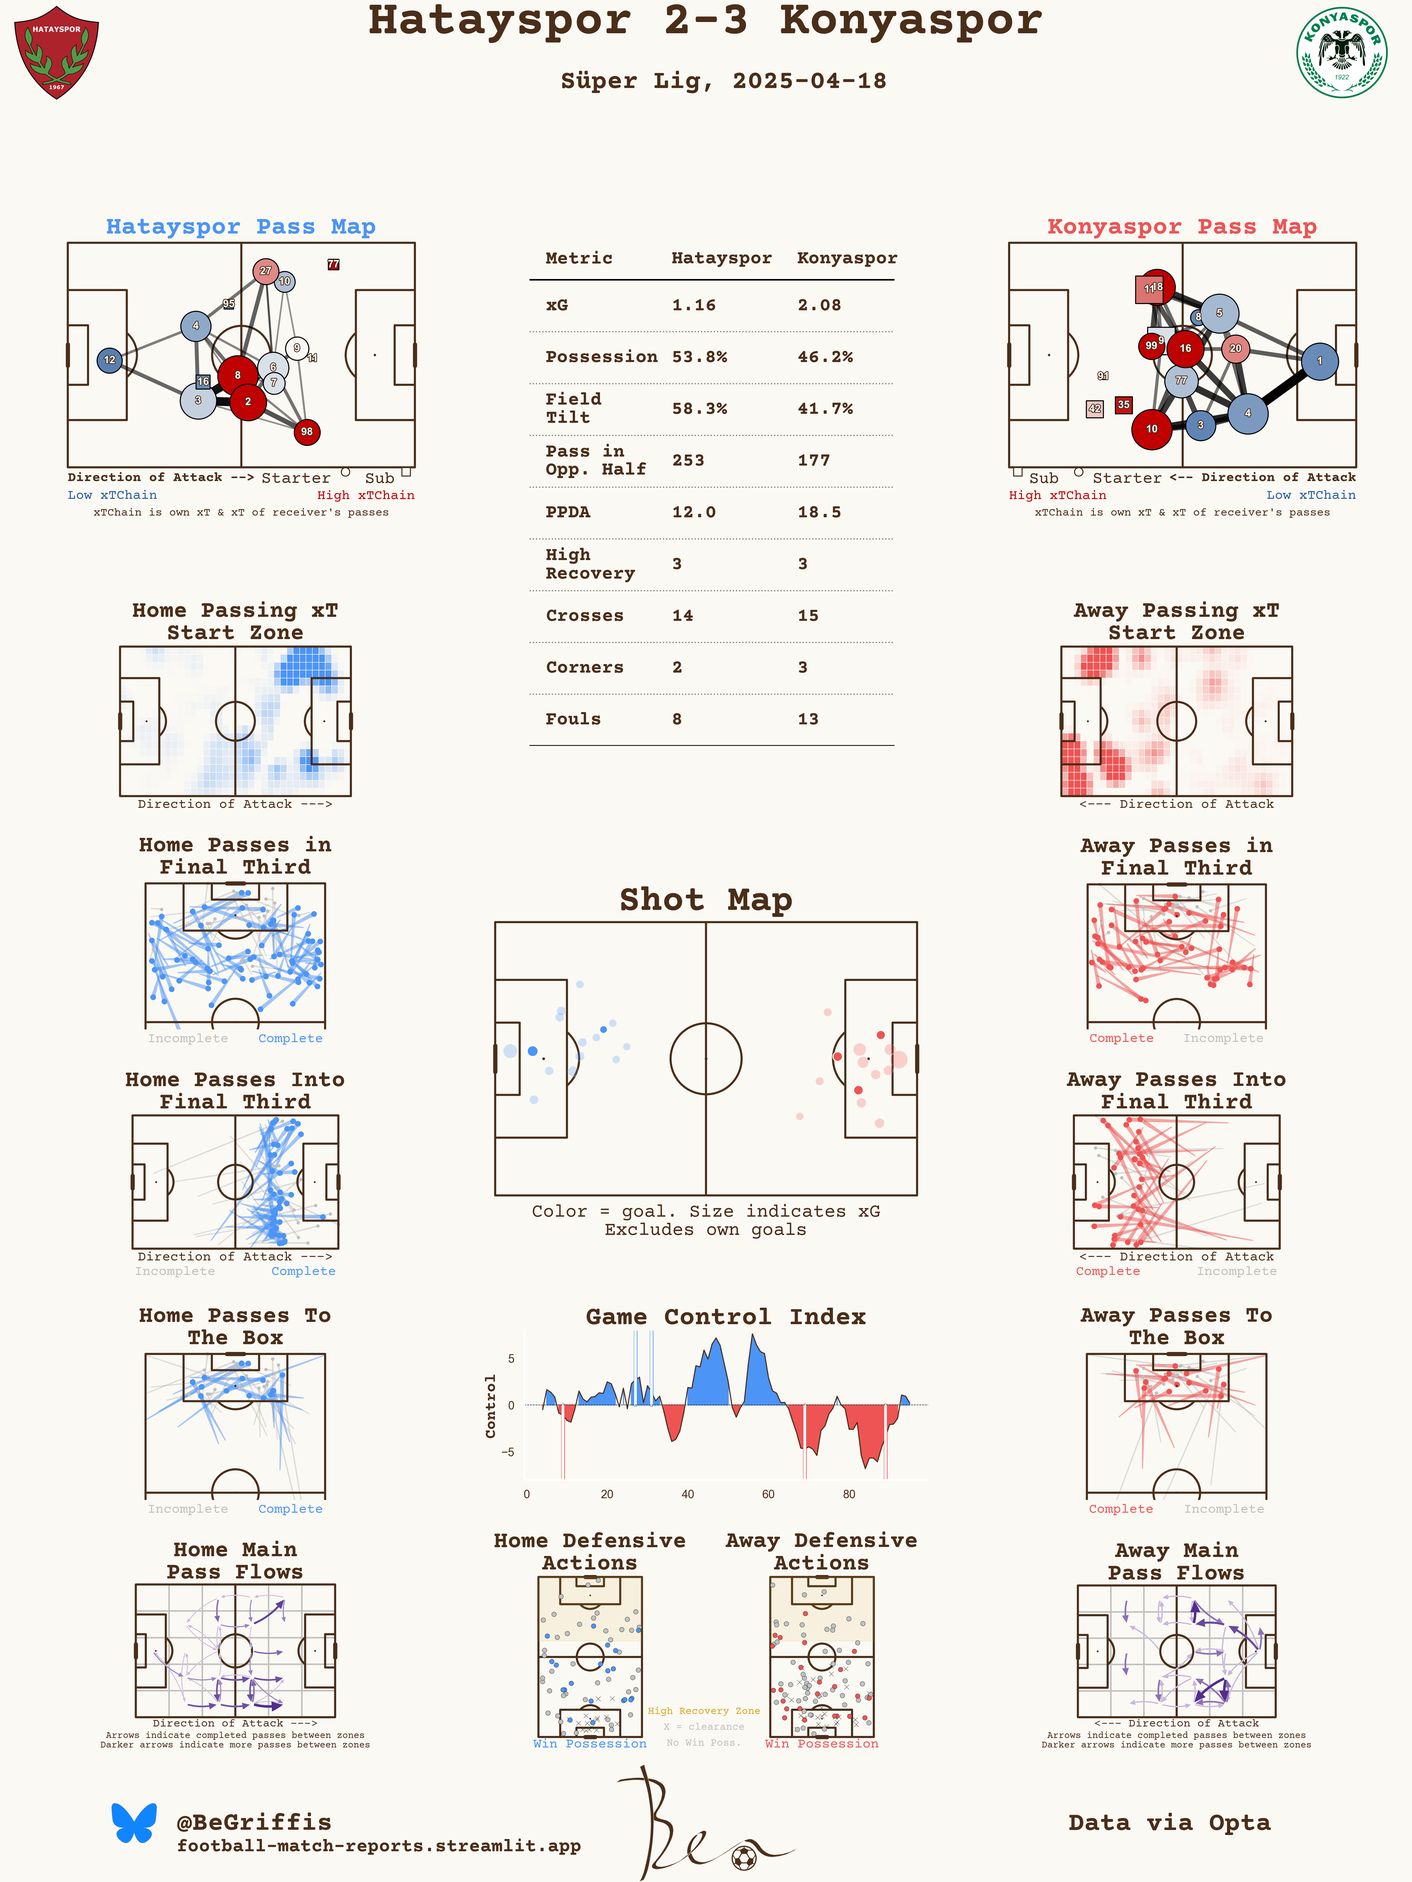 Hatayspor 2-3 Konyaspor
Süper Lig, 2025-04-18
HATAYSPOR
1967
KONYASPOR
1922
Hatayspor Pass Map
27
10
77
95
4
12
9
11
8
6
16
7
3
2
98
Direction of Attack --> Starter Sub
Low xTChain High xTChain
xTChain is own xT & xT of receiver's passes
Metric Hatayspor Konyaspor
xG 1.16 2.08
Possession 53.8% 46.2%
Field
Tilt 58.3% 41.7%
Pass in
Opp. Half 253 177
PPDA 12.0 18.5
High
Recovery 3 3
Crosses 14 15
Corners 2 3
Fouls 8 13
Konyaspor Pass Map
11
18
8
5
9
99
16
20
1
91
77
42
35
10
3
4
Sub Starter <-- Direction of Attack
High xTChain Low xTChain
xTChain is own xT & xT of receiver's passes
Home Passing xT
Start Zone
Direction of Attack --->
Away Passing xT
Start Zone
<--- Direction of Attack
Home Passes in
Final Third
Incomplete Complete
Away Passes in
Final Third
Complete Incomplete
Shot Map
Color = goal. Size indicates xG
Excludes own goals
Home Passes Into
Final Third
Direction of Attack --->
Incomplete Complete
Away Passes Into
Final Third
<--- Direction of Attack
Complete Incomplete
Home Passes To
The Box
Incomplete Complete
Game Control Index
Control
5
0
−5
0 20 40 60 80
Away Passes To
The Box
Complete Incomplete
Home Main
Pass Flows
Direction of Attack --->
Arrows indicate completed passes between zones
Darker arrows indicate more passes between zones
Home Defensive
Actions
Win Possession
High Recovery Zone
X = clearance
No Win Poss.
Away Defensive
Actions
Win Possession
Away Main
Pass Flows
<--- Direction of Attack
Arrows indicate completed passes between zones
Darker arrows indicate more passes between zones
@BeGriffis
football-match-reports.streamlit.app
Ben
Data via Opta